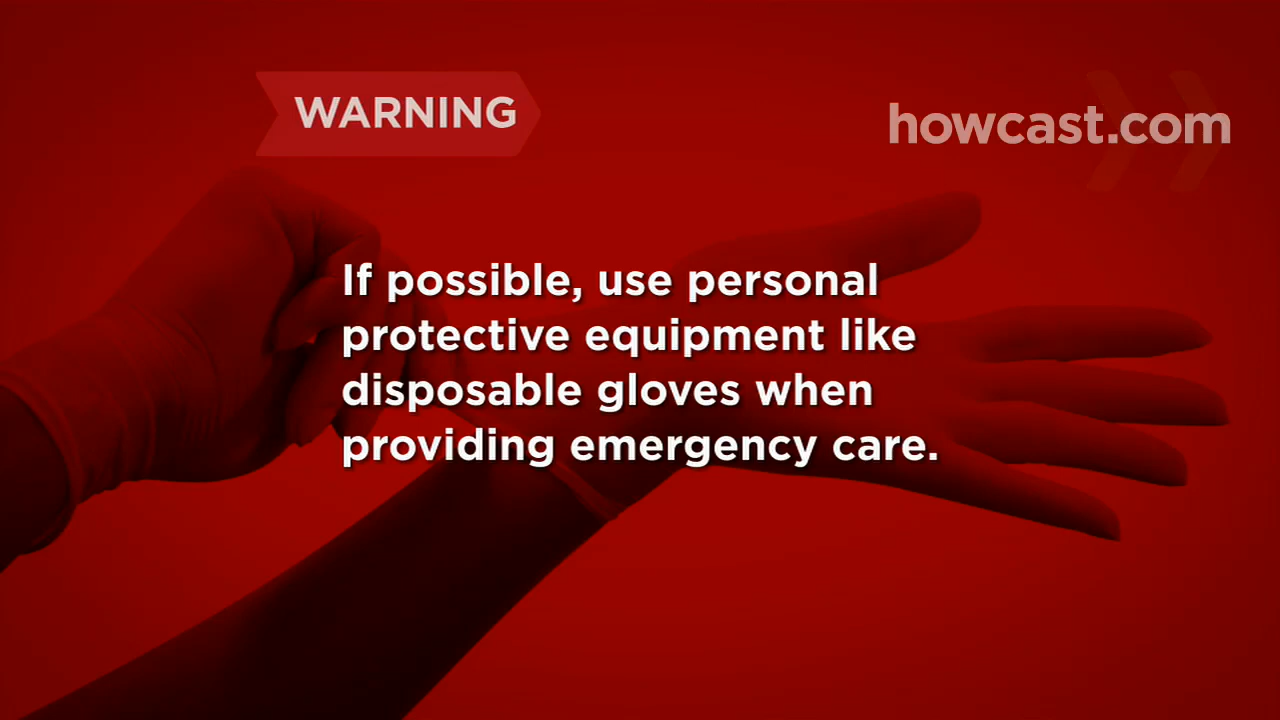 WARNING
howcast.com
If possible, use personal
protective equipment like
disposable gloves when
providing emergency care.